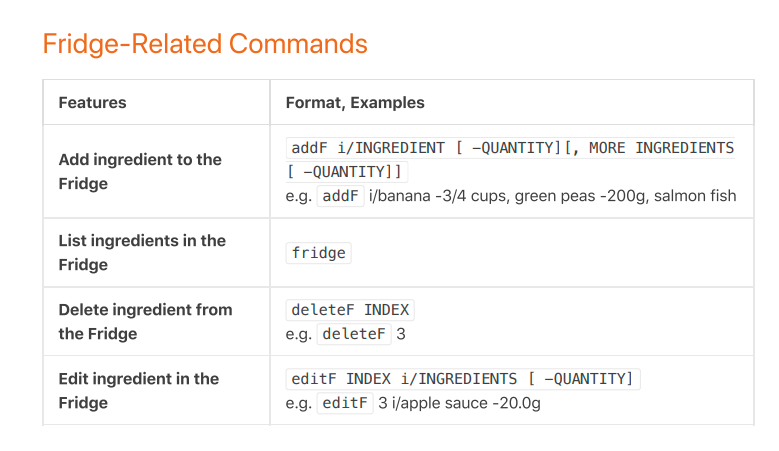 Fridge-Related Commands
Features
Format, Examples
Add ingredient to the
Fridge
addF i/INGREDIENT [ -QUANTITY][, MORE INGREDIENTS
[ -QUANTITY]]
e.g. addF i/banana -3/4 cups, green peas -200g, salmon fish
List ingredients in the
Fridge
fridge
Delete ingredient from
the Fridge
deleteF INDEX
e.g. deleteF 3
Edit ingredient in the
Fridge
editF INDEX i/INGREDIENTS [ -QUANTITY]
e.g. editF 3 i/apple sauce -20.0g